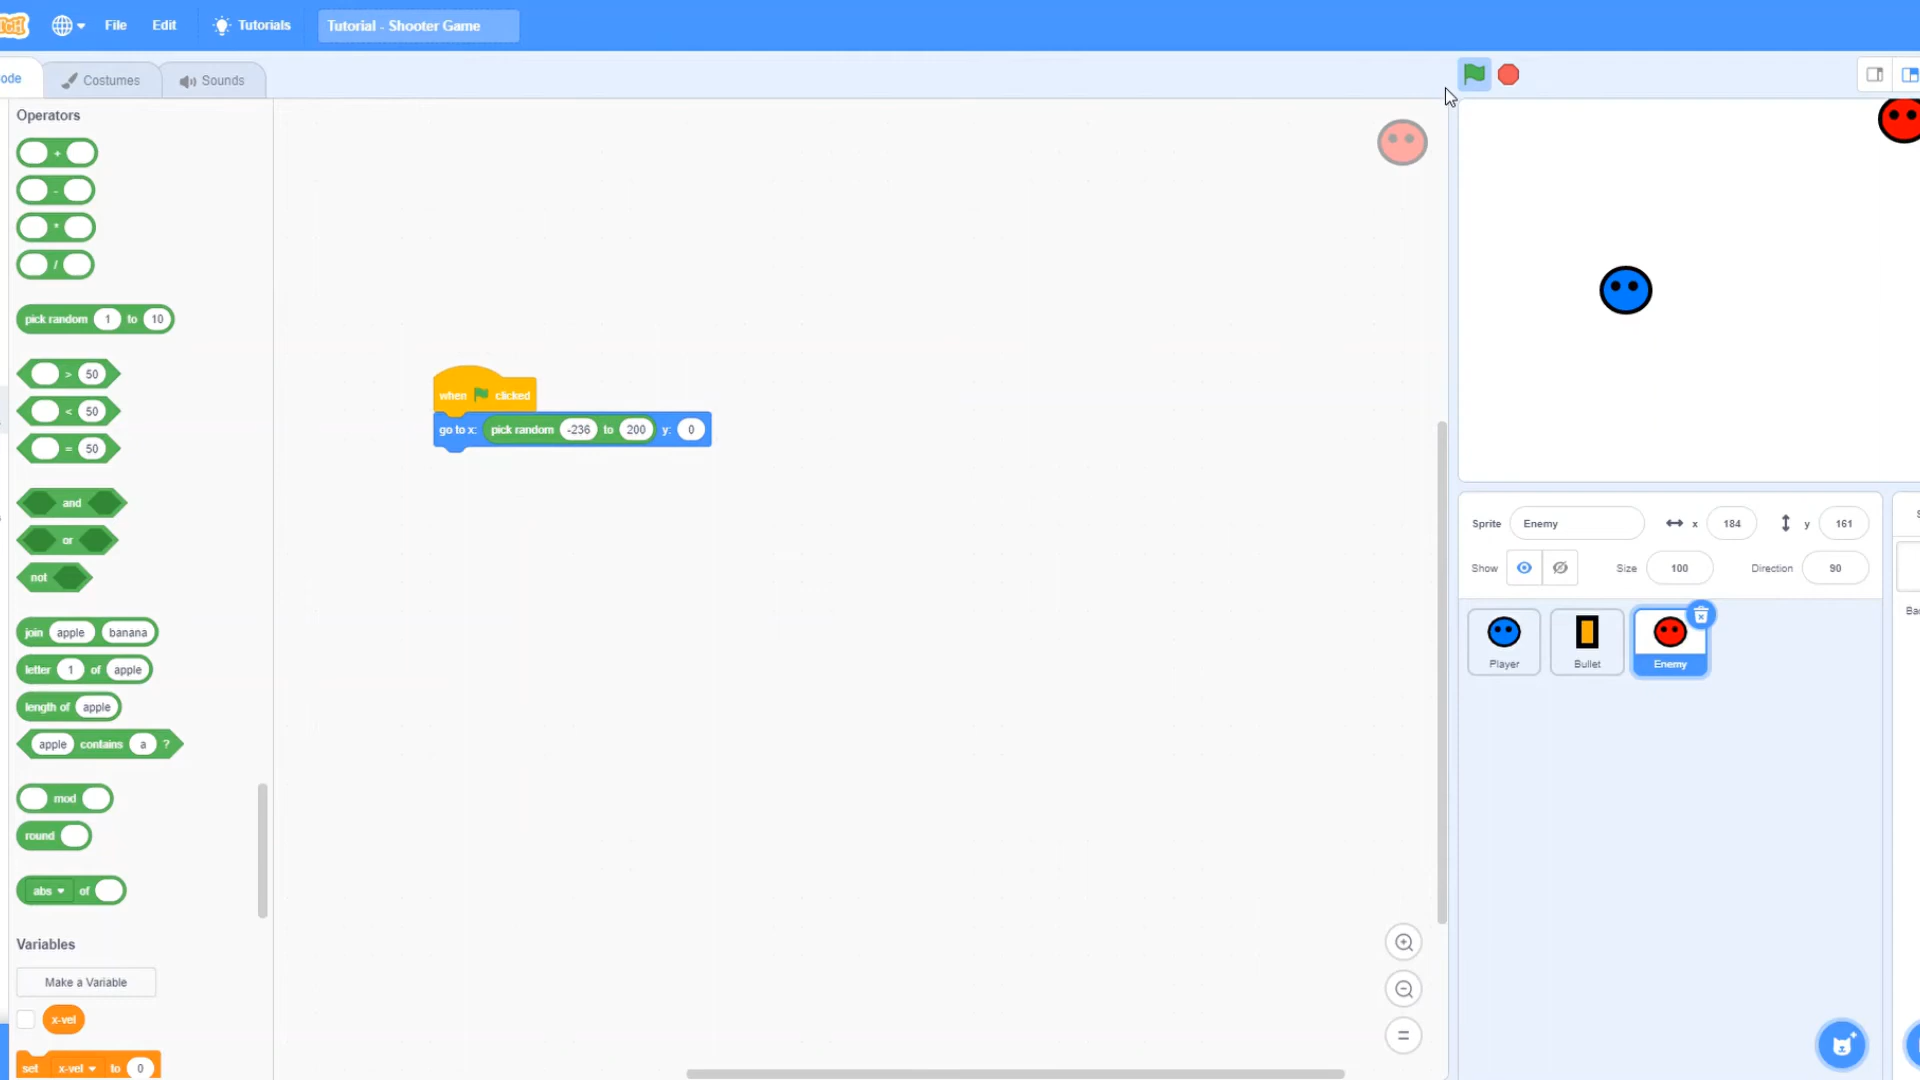 File Edit Tutorials Tutorial - Shooter Game
ode Costumes Sounds
Operators
+
-
*
/
pick random 1 to 10
> 50
< 50
= 50
and
or
not
join apple banana
letter 1 of apple
length of apple
apple contains a ?
mod
round
abs of
Variables
Make a Variable
x-vel
set x-vel to 0
when clicked
go to x: pick random -236 to 200 y: 0
Sprite Enemy x 184 y 161
Show Size 100 Direction 90
Player Bullet Enemy